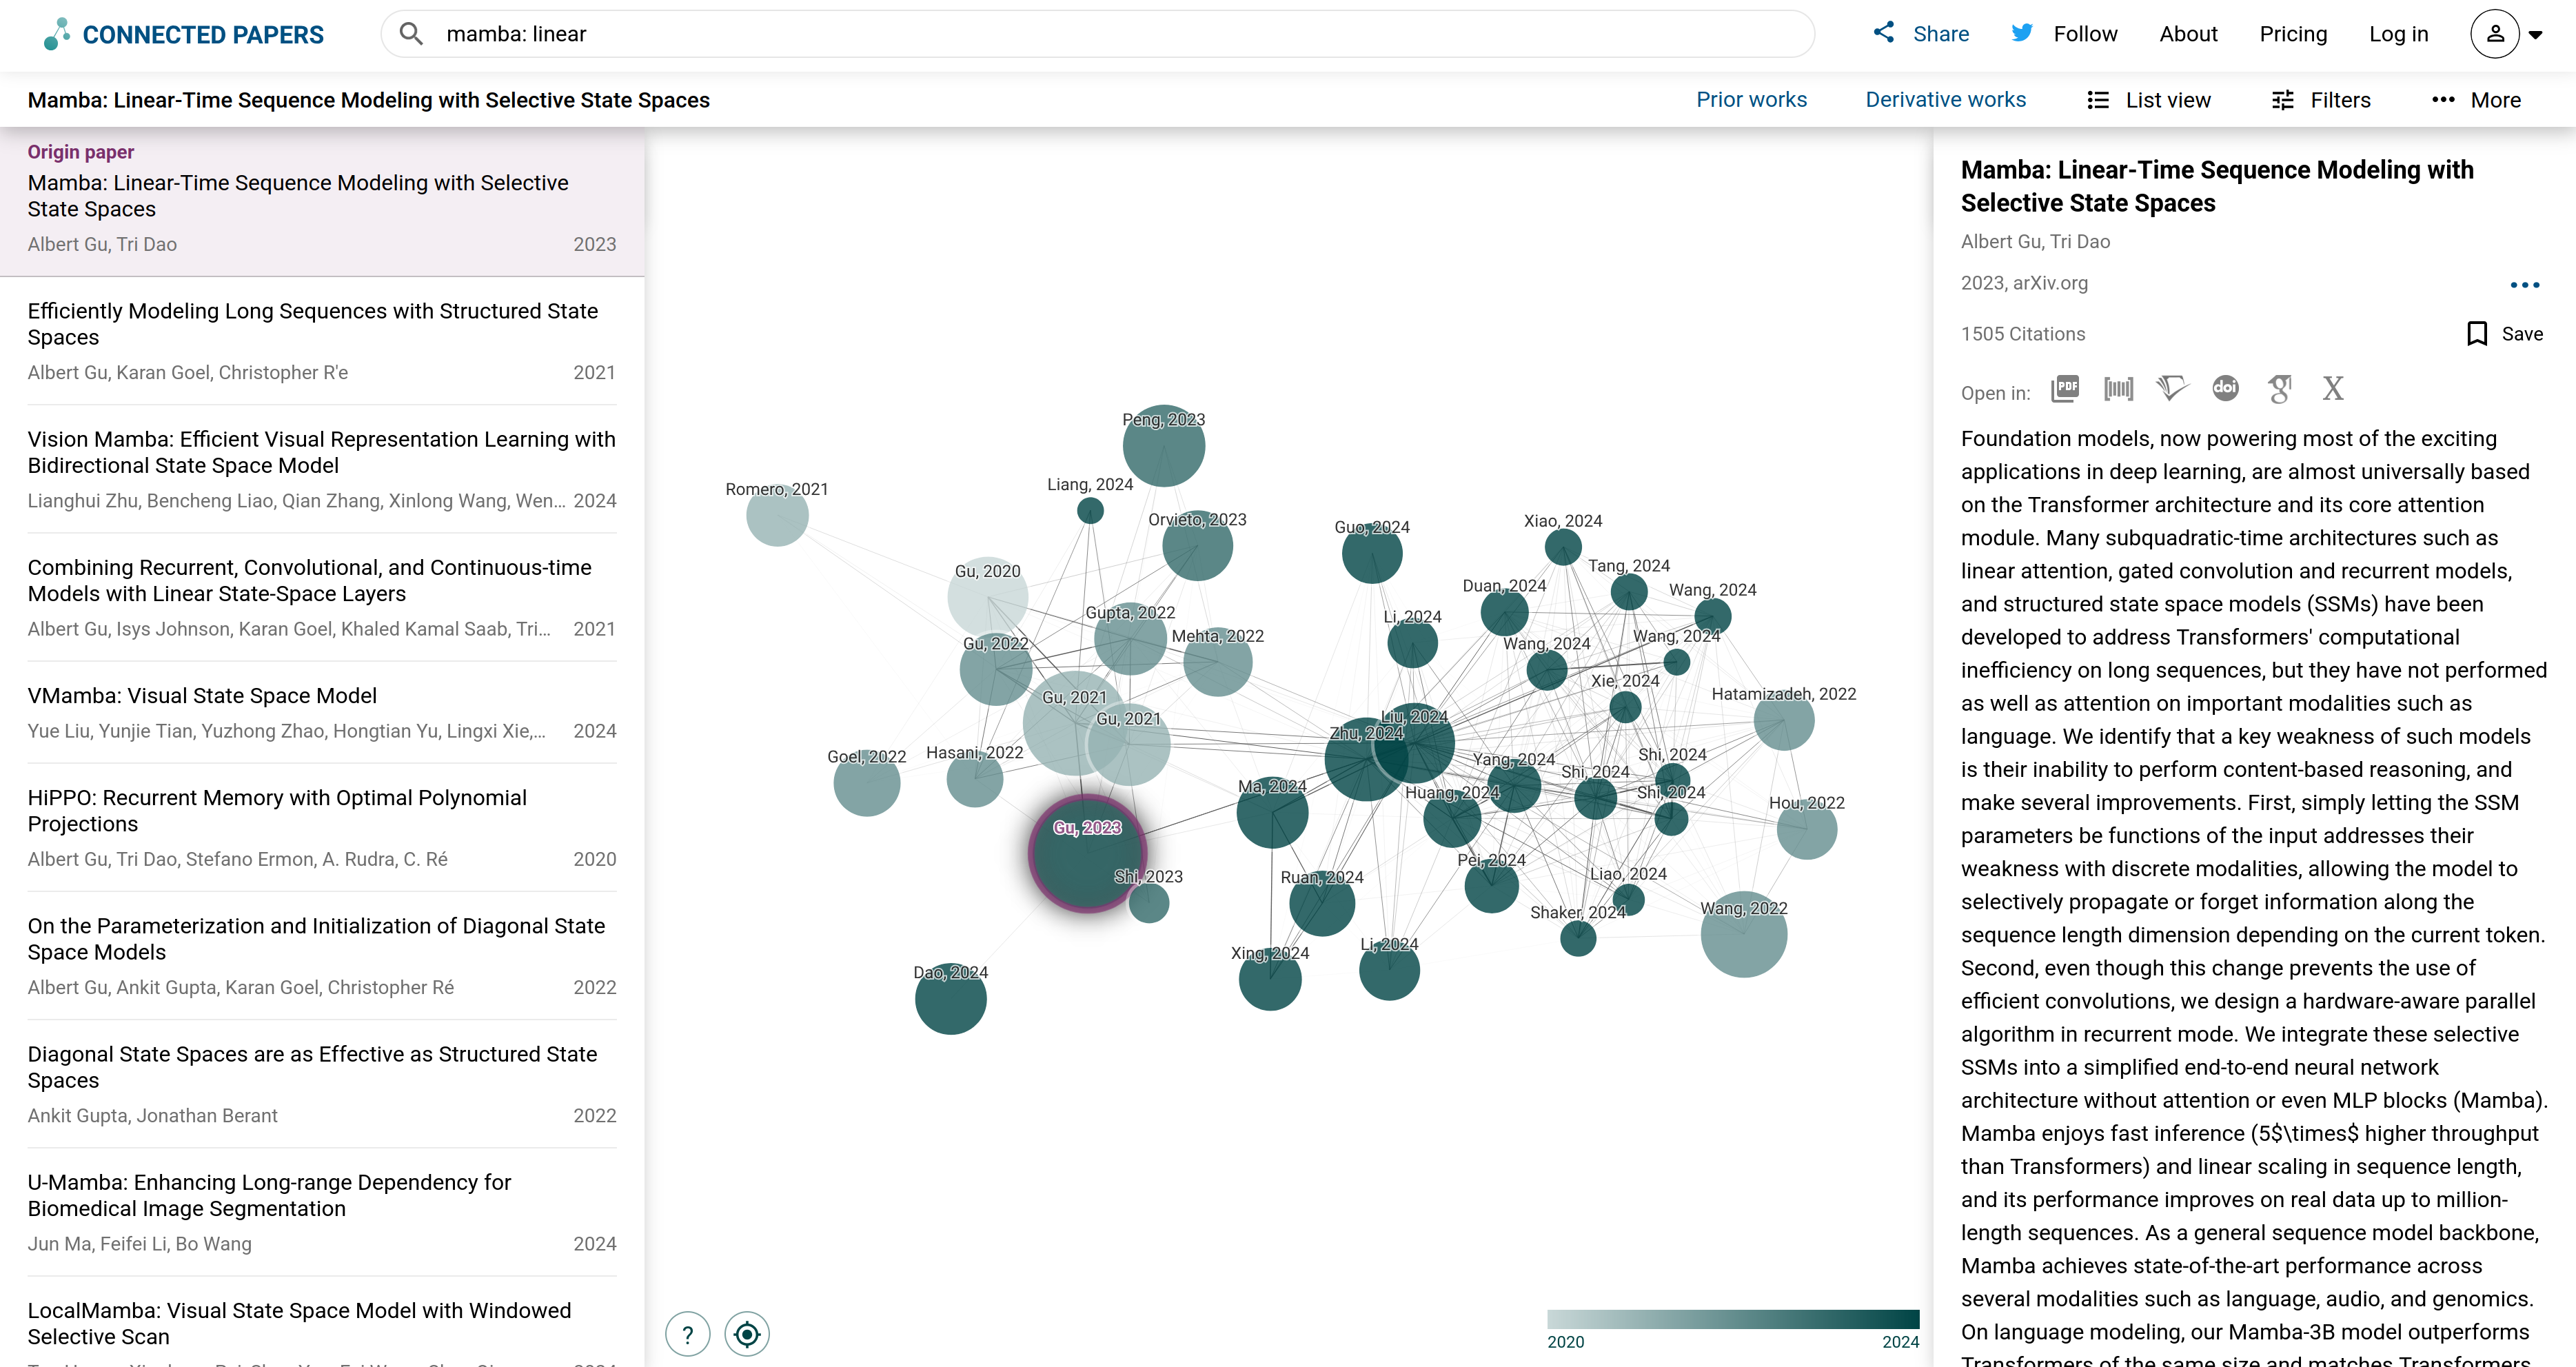 CONNECTED PAPERS
mamba: linear
Share
Follow
About
Pricing
Log in
Mamba: Linear-Time Sequence Modeling with Selective State Spaces
Prior works
Derivative works
List view
Filters
More
Origin paper
Mamba: Linear-Time Sequence Modeling with Selective
State Spaces
Albert Gu, Tri Dao 2023
Efficiently Modeling Long Sequences with Structured State
Spaces
Albert Gu, Karan Goel, Christopher R'e 2021
Vision Mamba: Efficient Visual Representation Learning with
Bidirectional State Space Model
Lianghui Zhu, Bencheng Liao, Qian Zhang, Xinlong Wang, Wen... 2024
Combining Recurrent, Convolutional, and Continuous-time
Models with Linear State-Space Layers
Albert Gu, Isys Johnson, Karan Goel, Khaled Kamal Saab, Tri... 2021
VMamba: Visual State Space Model
Yue Liu, Yunjie Tian, Yuzhong Zhao, Hongtian Yu, Lingxi Xie,... 2024
HiPPO: Recurrent Memory with Optimal Polynomial
Projections
Albert Gu, Tri Dao, Stefano Ermon, A. Rudra, C. Ré 2020
On the Parameterization and Initialization of Diagonal State
Space Models
Albert Gu, Ankit Gupta, Karan Goel, Christopher Ré 2022
Diagonal State Spaces are as Effective as Structured State
Spaces
Ankit Gupta, Jonathan Berant 2022
U-Mamba: Enhancing Long-range Dependency for
Biomedical Image Segmentation
Jun Ma, Feifei Li, Bo Wang 2024
LocalMamba: Visual State Space Model with Windowed
Selective Scan
Peng, 2023
Romero, 2021
Liang, 2024
Orvieto, 2023
Guo, 2024
Xiao, 2024
Gu, 2020
Tang, 2024
Duan, 2024
Wang, 2024
Gupta, 2022
Li, 2024
Mehta, 2022
Wang, 2024
Gu, 2022
Wang, 2024
Xie, 2024
Hatamizadeh, 2022
Gu, 2021
Gu, 2021
Liu, 2024
Zhu, 2024
Goel, 2022
Hasani, 2022
Yang, 2024
Shi, 2024
Shi, 2024
Ma, 2024
Huang, 2024
Shi, 2024
Hou, 2022
Gu, 2023
Pei, 2024
Shi, 2023
Ruan, 2024
Liao, 2024
Shaker, 2024
Wang, 2022
Li, 2024
Xing, 2024
Dao, 2024
?
2020
2024
Mamba: Linear-Time Sequence Modeling with
Selective State Spaces
Albert Gu, Tri Dao
2023, arXiv.org
1505 Citations
Save
Open in:
PDF
doi
X
Foundation models, now powering most of the exciting
applications in deep learning, are almost universally based
on the Transformer architecture and its core attention
module. Many subquadratic-time architectures such as
linear attention, gated convolution and recurrent models,
and structured state space models (SSMs) have been
developed to address Transformers' computational
inefficiency on long sequences, but they have not performed
as well as attention on important modalities such as
language. We identify that a key weakness of such models
is their inability to perform content-based reasoning, and
make several improvements. First, simply letting the SSM
parameters be functions of the input addresses their
weakness with discrete modalities, allowing the model to
selectively propagate or forget information along the
sequence length dimension depending on the current token.
Second, even though this change prevents the use of
efficient convolutions, we design a hardware-aware parallel
algorithm in recurrent mode. We integrate these selective
SSMs into a simplified end-to-end neural network
architecture without attention or even MLP blocks (Mamba).
Mamba enjoys fast inference (5$\times$ higher throughput
than Transformers) and linear scaling in sequence length,
and its performance improves on real data up to million-
length sequences. As a general sequence model backbone,
Mamba achieves state-of-the-art performance across
several modalities such as language, audio, and genomics.
On language modeling, our Mamba-3B model outperforms
Transformers of the same size and matches Transformers